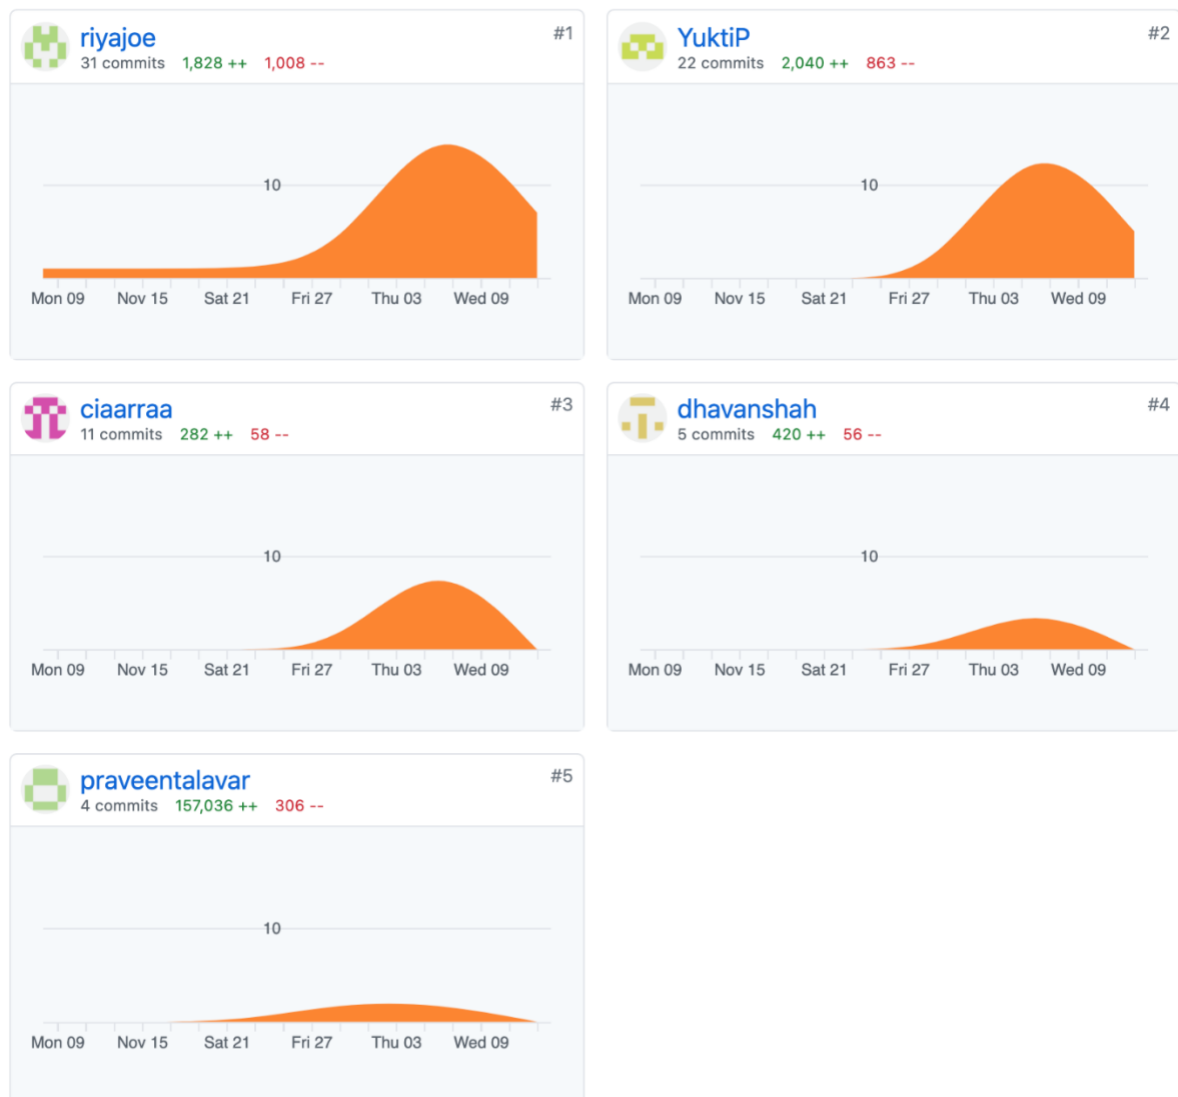 riyajoe #1
31 commits 1,828 ++ 1,008 --
10
Mon 09 Nov 15 Sat 21 Fri 27 Thu 03 Wed 09
YuktiP #2
22 commits 2,040 ++ 863 --
10
Mon 09 Nov 15 Sat 21 Fri 27 Thu 03 Wed 09
ciaarraa #3
11 commits 282 ++ 58 --
10
Mon 09 Nov 15 Sat 21 Fri 27 Thu 03 Wed 09
dhavanshah #4
5 commits 420 ++ 56 --
10
Mon 09 Nov 15 Sat 21 Fri 27 Thu 03 Wed 09
praveentalavar #5
4 commits 157,036 ++ 306 --
10
Mon 09 Nov 15 Sat 21 Fri 27 Thu 03 Wed 09